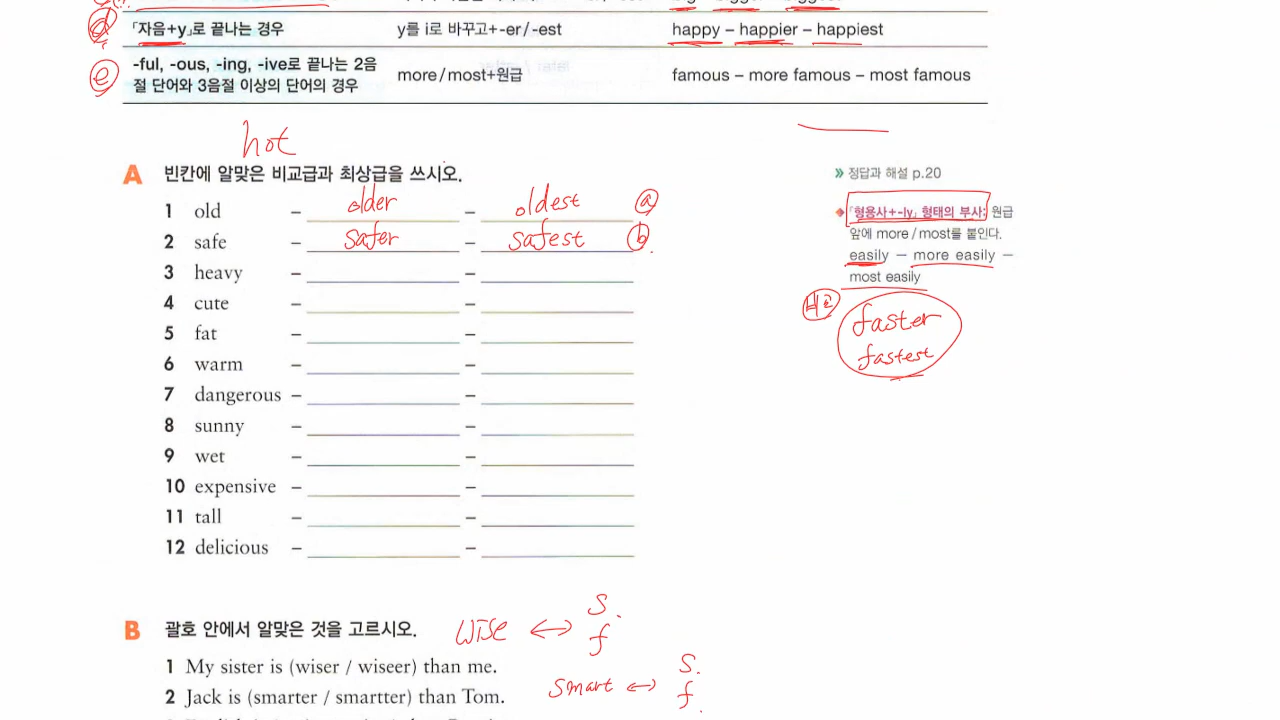 big bigger biggest
ⓓ 「자음+y」로 끝나는 경우 y를 i로 바꾸고+-er/-est happy – happier – happiest
ⓔ -ful, -ous, -ing, -ive로 끝나는 2음
절 단어와 3음절 이상의 단어의 경우 more/most+원급 famous – more famous – most famous
hot
A 빈칸에 알맞은 비교급과 최상급을 쓰시오.
1 old – older – oldest ⓐ
2 safe – safer – safest ⓑ
3 heavy – –
4 cute – –
5 fat – –
6 warm – –
7 dangerous – –
8 sunny – –
9 wet – –
10 expensive – –
11 tall – –
12 delicious – –
» 정답과 해설 p.20
「형용사+-ly」 형태의 부사: 원급
앞에 more/most를 붙인다.
easily – more easily –
most easily
비교
faster
fastest
B 괄호 안에서 알맞은 것을 고르시오.
wise ↔ s.
f
1 My sister is (wiser / wiseer) than me.
2 Jack is (smarter / smartter) than Tom.
smart ↔ s.
f.